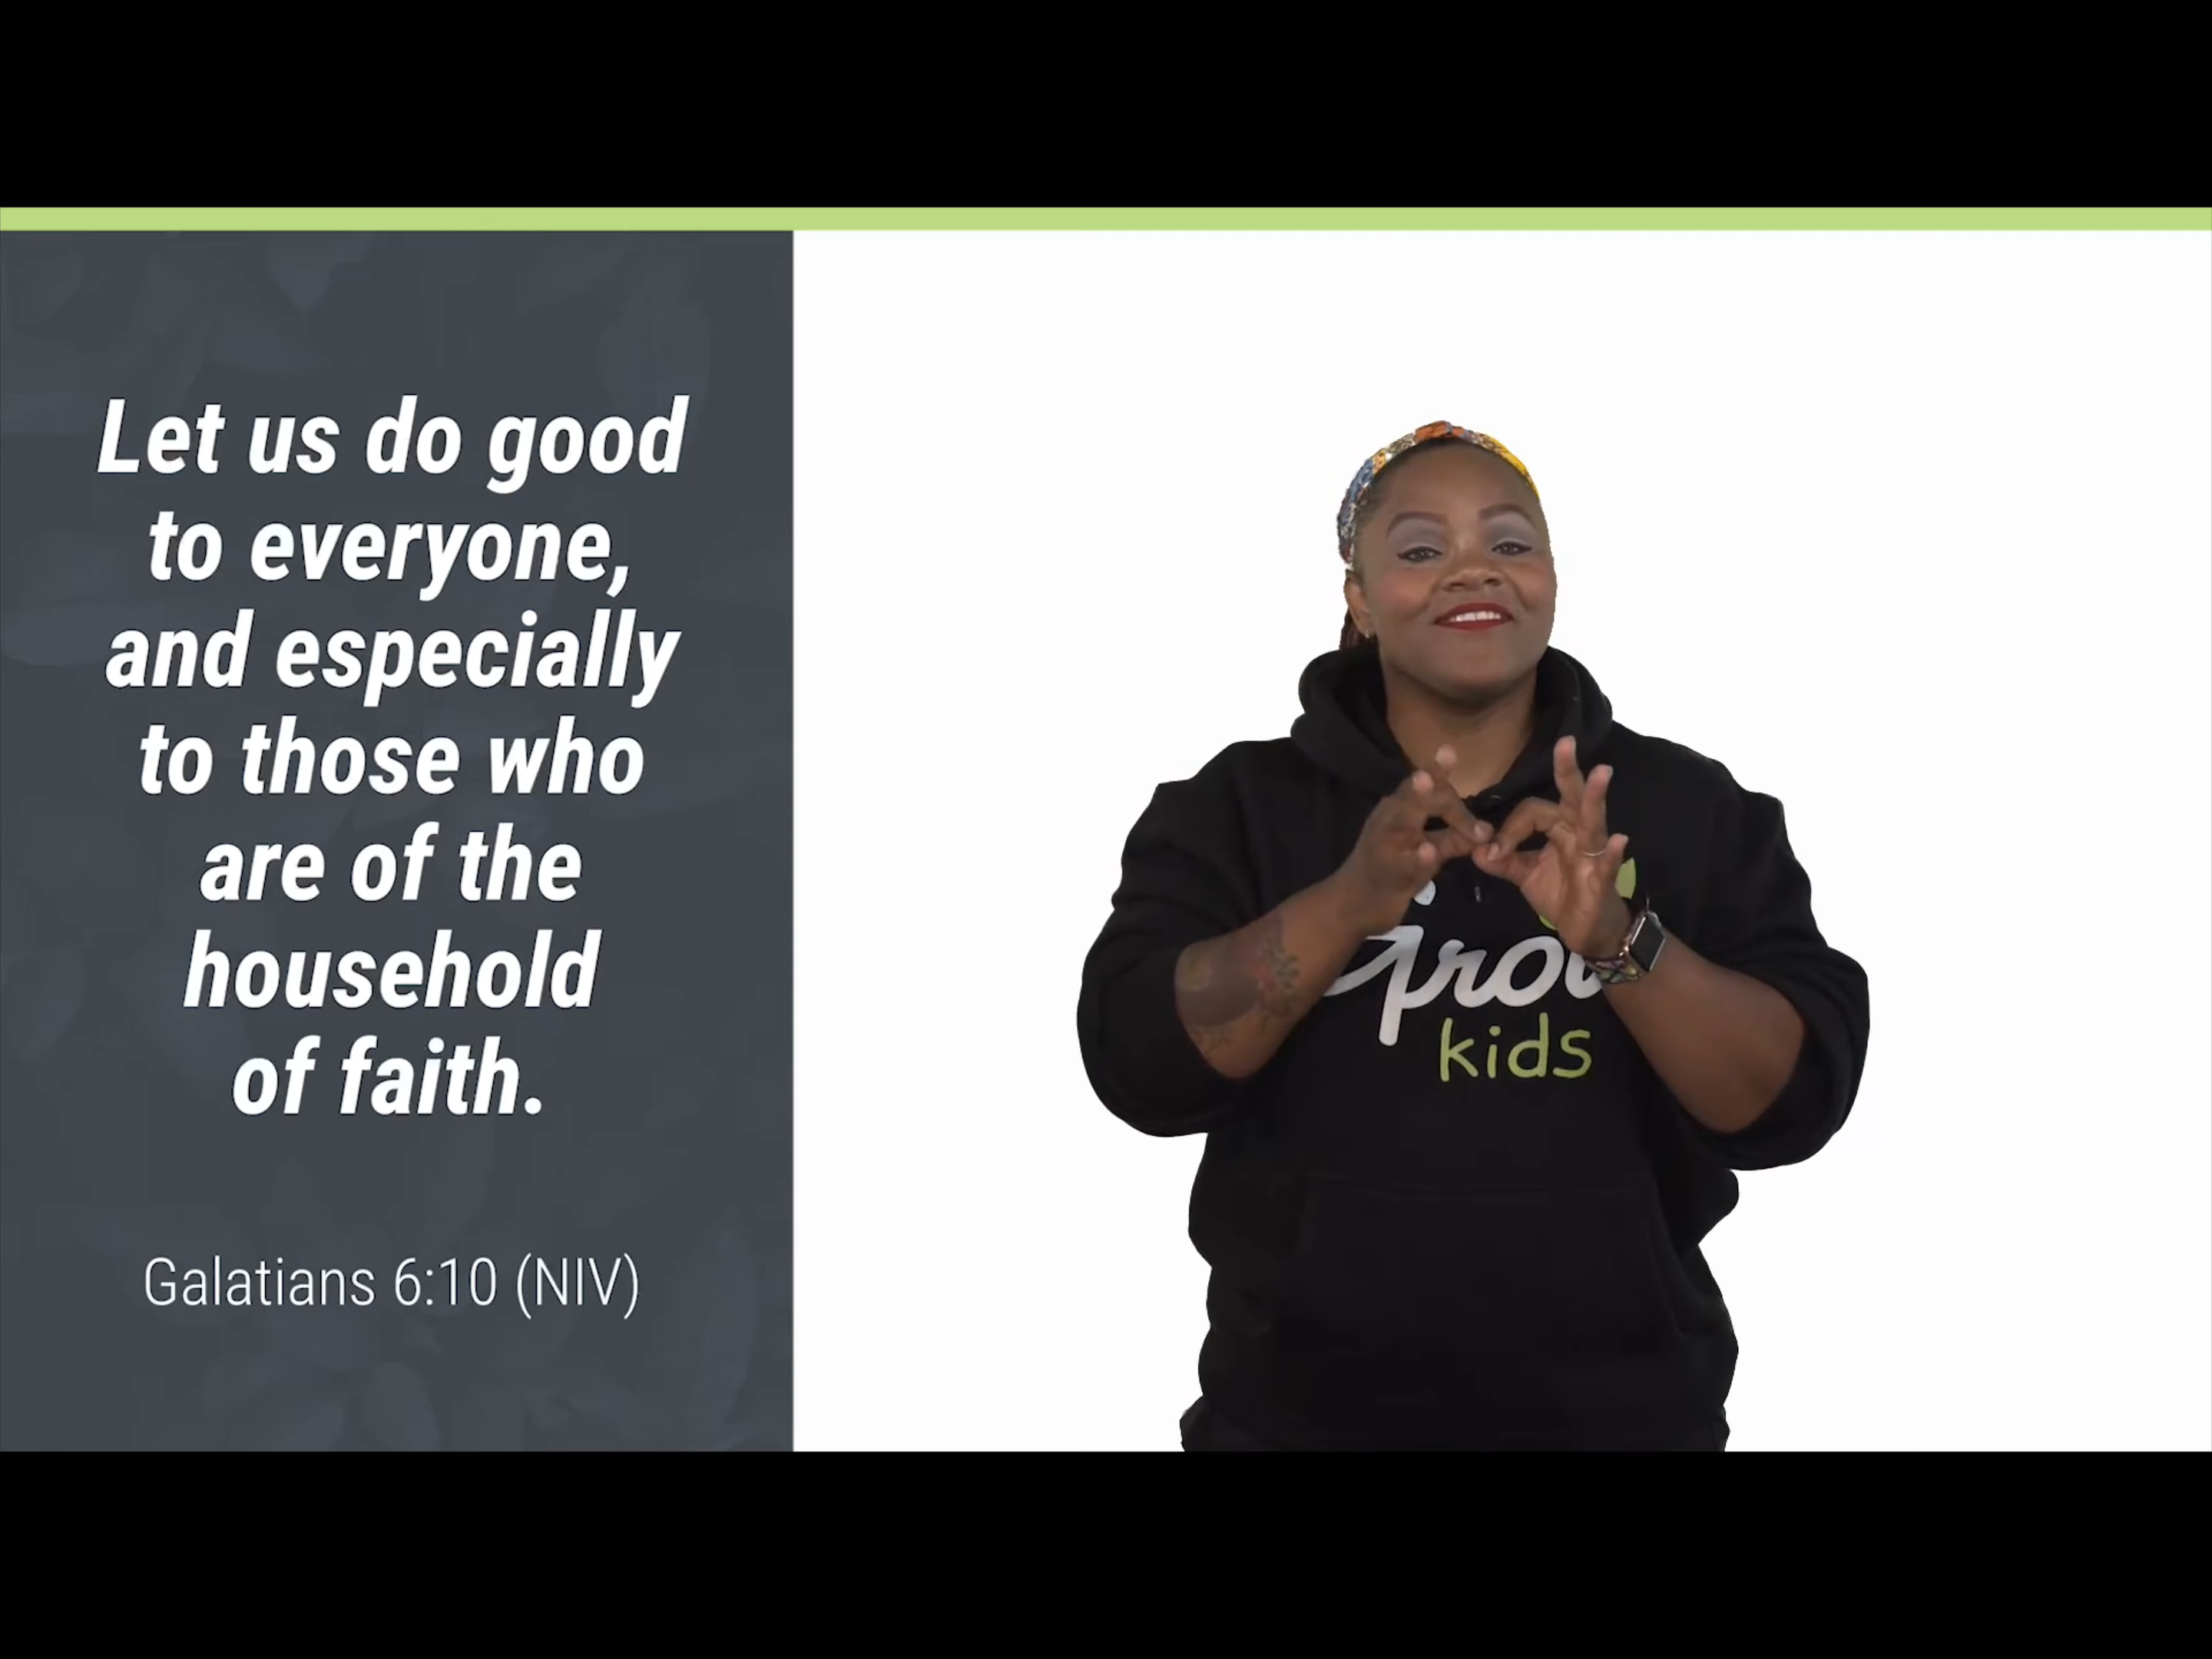 Let us do good
to everyone,
and especially
to those who
are of the
household
of faith.
Galatians 6:10 (NIV)
kids